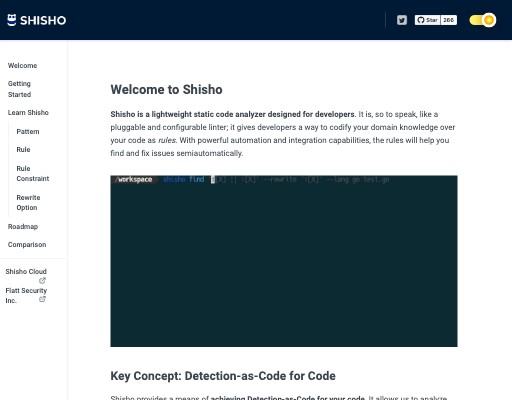 SHISHO
Star 266
Welcome
Getting
Started
Learn Shisho
Pattern
Rule
Rule
Constraint
Rewrite
Option
Roadmap
Comparison
Shisho Cloud
Flatt Security
Inc.
Welcome to Shisho
Shisho is a lightweight static code analyzer designed for developers. It is, so to speak, like a
pluggable and configurable linter; it gives developers a way to codify your domain knowledge over
your code as rules. With powerful automation and integration capabilities, the rules will help you
find and fix issues semiautomatically.
/workspace shisho find --rewrite --lang go test.go
Key Concept: Detection-as-Code for Code
Shisho provides a means of achieving Detection-as-Code for your code. It allows us to analyze